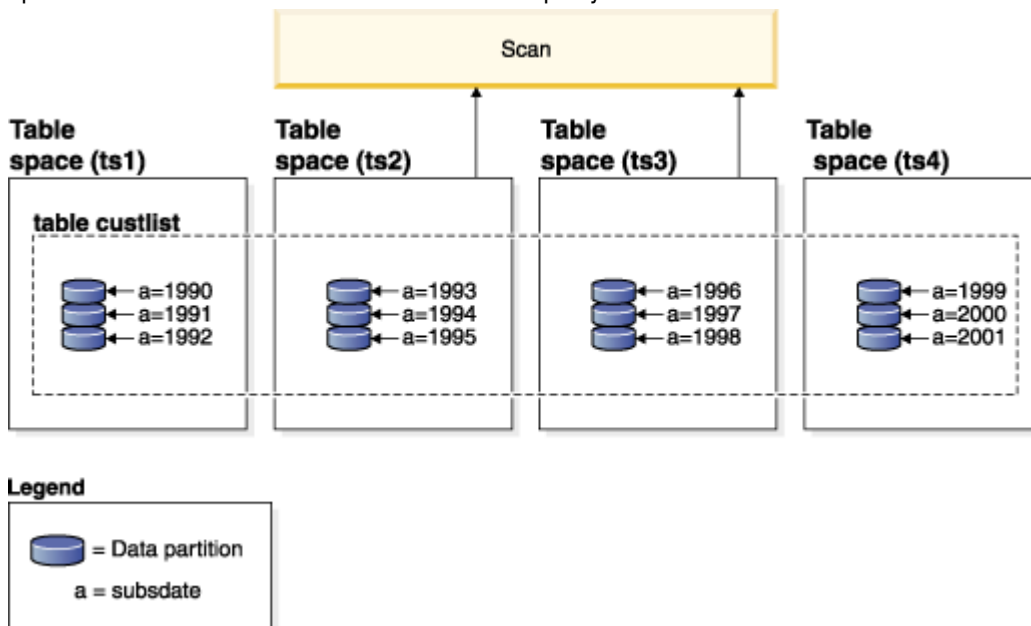 Scan
Table
space (ts1)
Table
space (ts2)
Table
space (ts3)
Table
space (ts4)
table custlist
a=1990
a=1991
a=1992
a=1993
a=1994
a=1995
a=1996
a=1997
a=1998
a=1999
a=2000
a=2001
Legend
= Data partition
a = subsdate